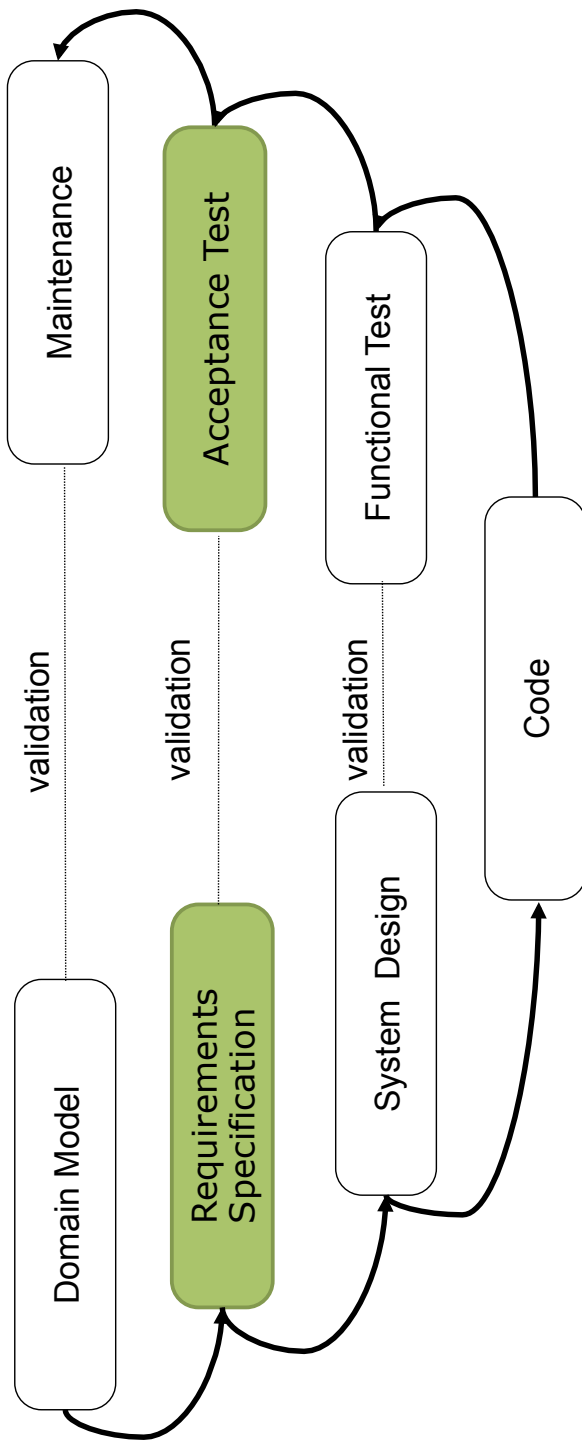 Domain Model
validation
Maintenance
Requirements
Specification
validation
Acceptance Test
System Design
validation
Functional Test
Code